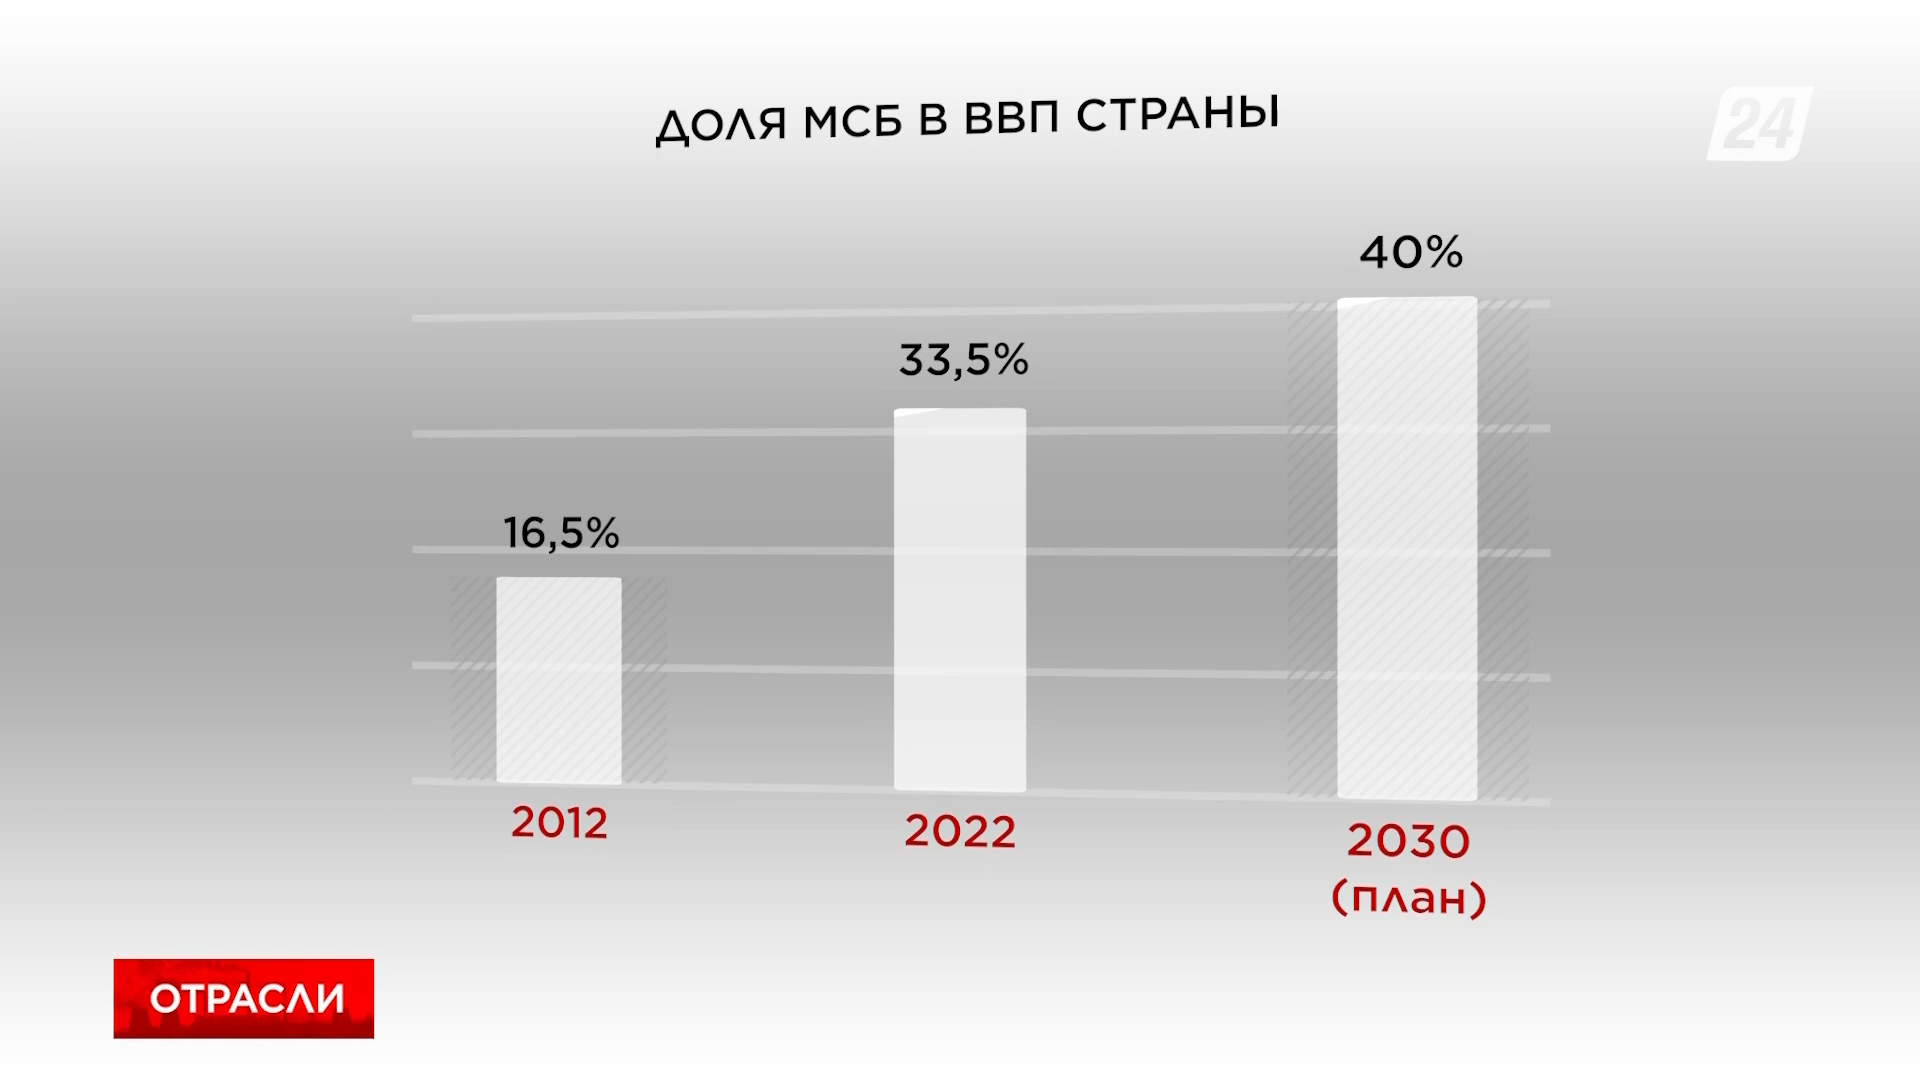 ДОЛЯ МСБ В ВВП СТРАНЫ
24
40%
33,5%
16,5%
2012
2022
2030
(план)
ОТРАСЛИ